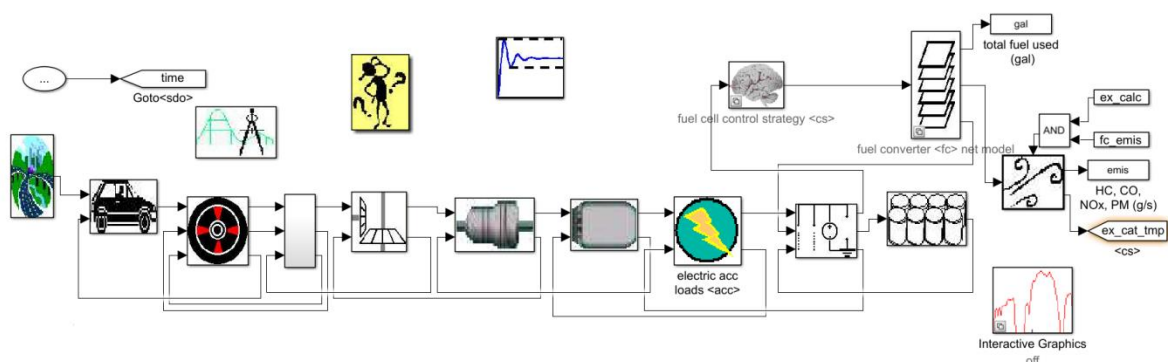 gal
total fuel used
(gal)
...
time
Goto<sdo>
fuel cell control strategy <cs>
fuel converter <fc> net model
ex_calc
AND
fc_emis
emis
HC, CO,
NOx, PM (g/s)
ex_cat_tmp
<cs>
electric acc
loads <acc>
Interactive Graphics
off